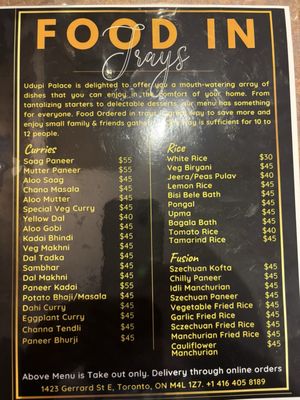 FOOD IN
Trays
Udupi Palace is delighted to offer you a mouth-watering array of
dishes that you can enjoy in the comfort of your home. From
tantalizing starters to delectable desserts, our menu has something
for everyone. Food Ordered in trays great way to save more and
enjoy small family & friends tray is sufficient for 10 to
12 people.
Curries
Saag Paneer $55
Mutter Paneer $55
Aloo Saag $45
Chana Masala $45
Aloo Mutter $45
Special Veg Curry $45
Yellow Dal $40
Aloo Gobi $45
Kadai Bhindi $45
Veg Makhni $45
Dal Tadka $45
Sambhar $45
Dal Makhni $45
Paneer Kadai $55
Potato Bhaji/Masala $45
Dahi Curry $45
Eggplant Curry $45
Channa Tendli $45
Paneer Bhurji $45
Rice
White Rice $30
Veg Biryani $45
Jeera/Peas Pulav $40
Lemon Rice $45
Bisi Bele Bath $45
Pongal $45
Upma $45
Bagala Bath $45
Tomato Rice $40
Tamarind Rice $45
Fusion
Szechuan Kofta $45
Chilly Paneer $45
Idli Manchurian $45
Szechuan Paneer $45
Vegetable Fried Rice $45
Garlic Fried Rice $45
Sczechuan Fried Rice $45
Manchurian Fried Rice $45
Cauliflower $45
Manchurian
Above Menu is Take out only. Delivery through online orders
1423 Gerrard St E, Toronto, ON M4L 1Z7. +1 416 405 8189